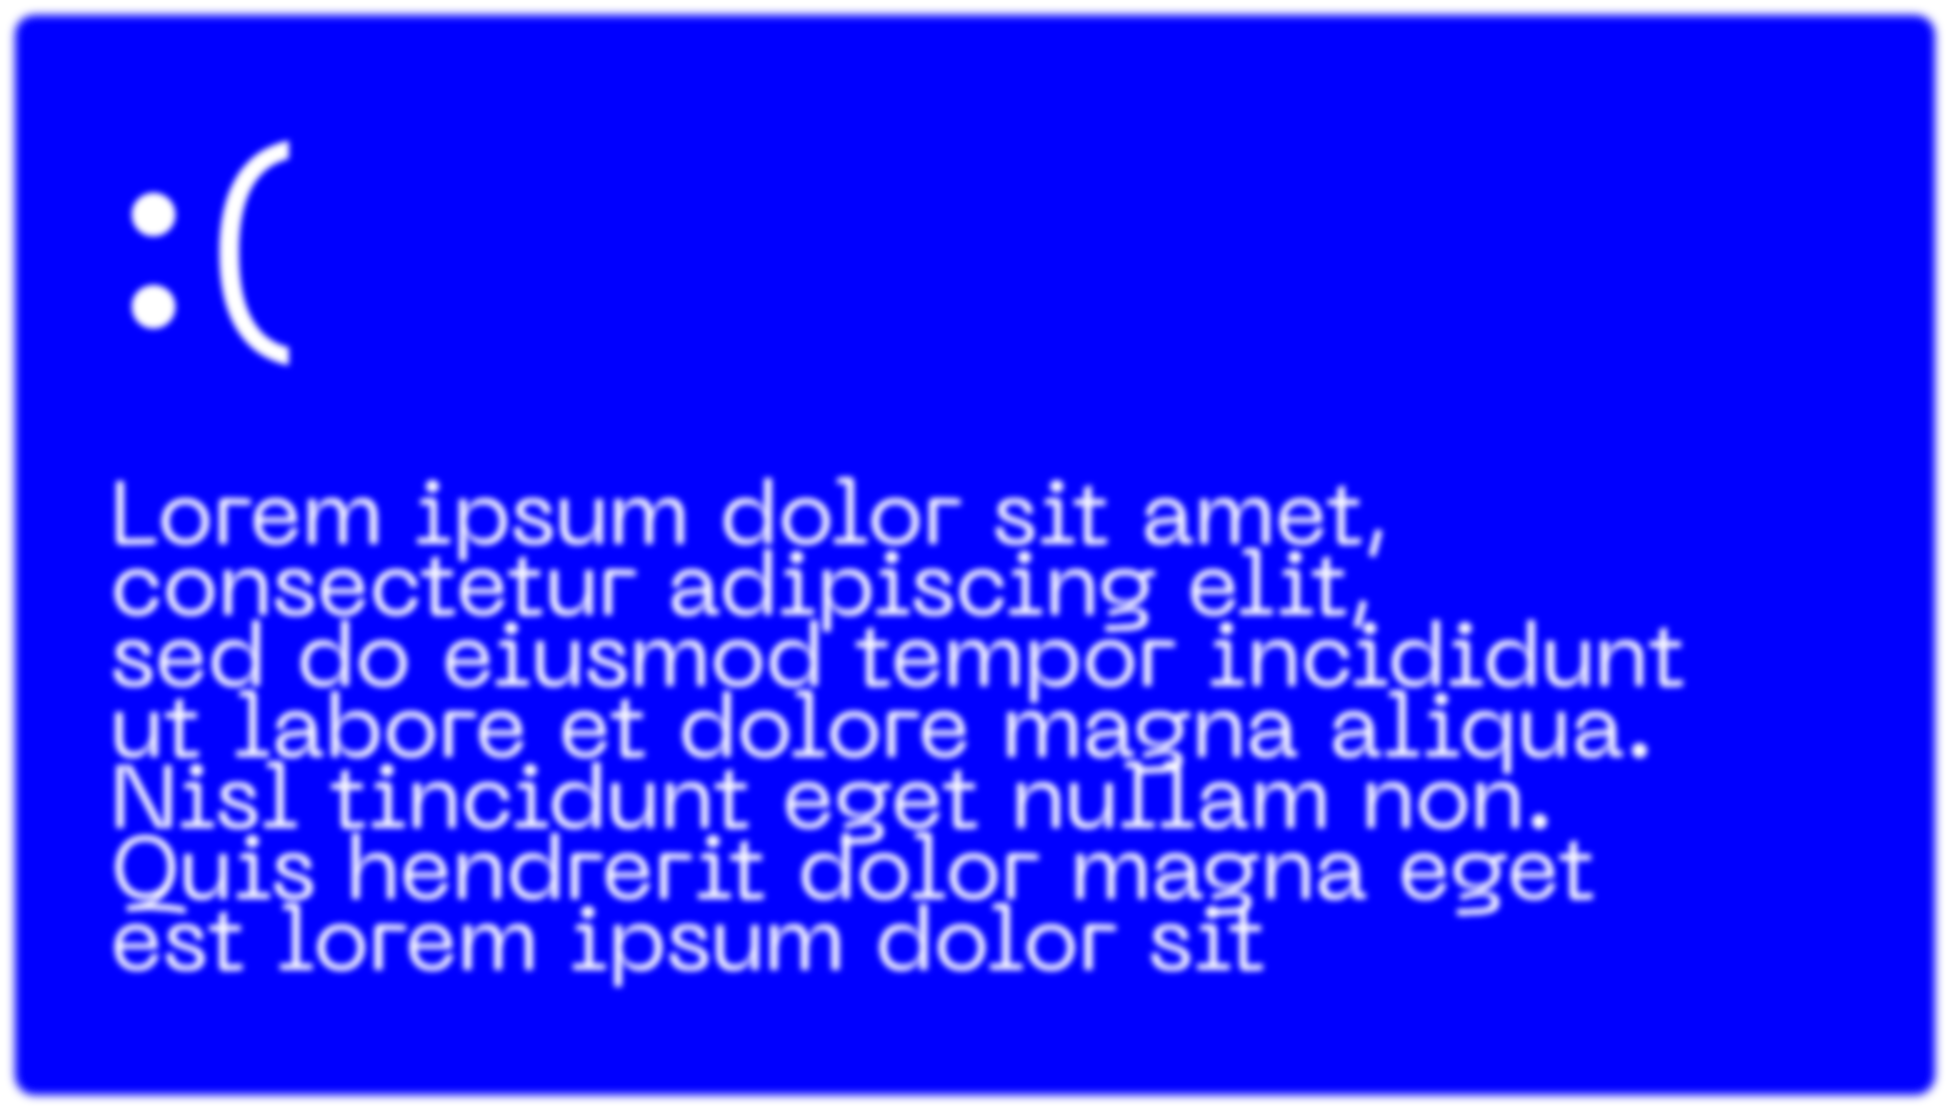 :(
Lorem ipsum dolor sit amet,
consectetur adipiscing elit,
sed do eiusmod tempor incididunt
ut labore et dolore magna aliqua.
Nisl tincidunt eget nullam non.
Quis hendrerit dolor magna eget
est lorem ipsum dolor sit